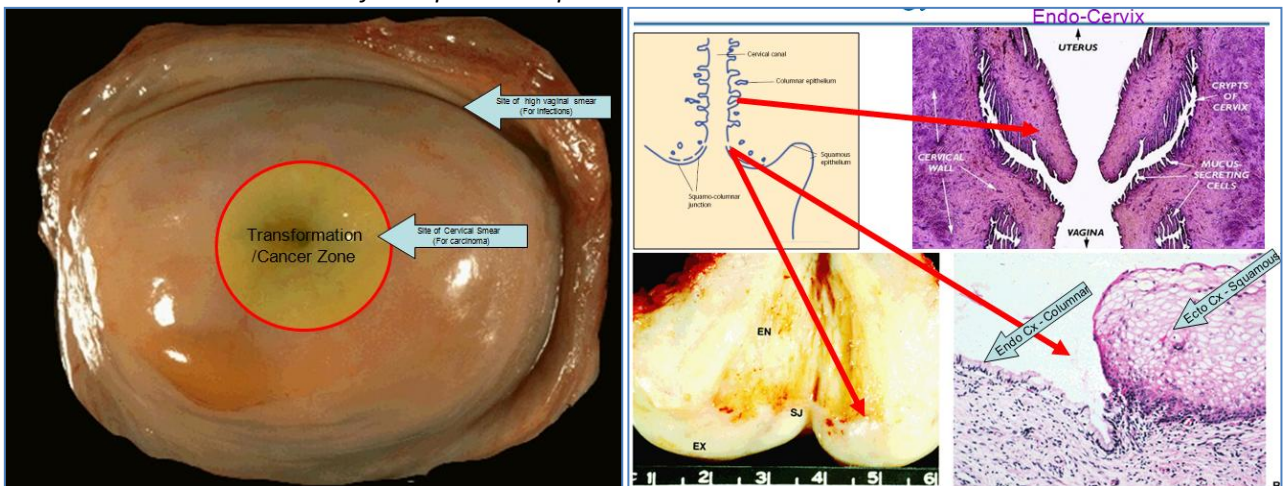 Site of high vaginal smear
(For infections)
Transformation
/Cancer Zone
Site of Cervical Smear
(For carcinoma)
Endo-Cervix
Cervical canal
Columnar epithelium
Squamous
epithelium
Squamo-columnar
junction
UTERUS
CRYPTS
OF
CERVIX
CERVICAL
WALL
MUCUS-
SECRETING
CELLS
VAGINA
EN
SJ
EX
1 2 3 4 5 6
Endo Cx - Columnar
Ecto Cx - Squamous